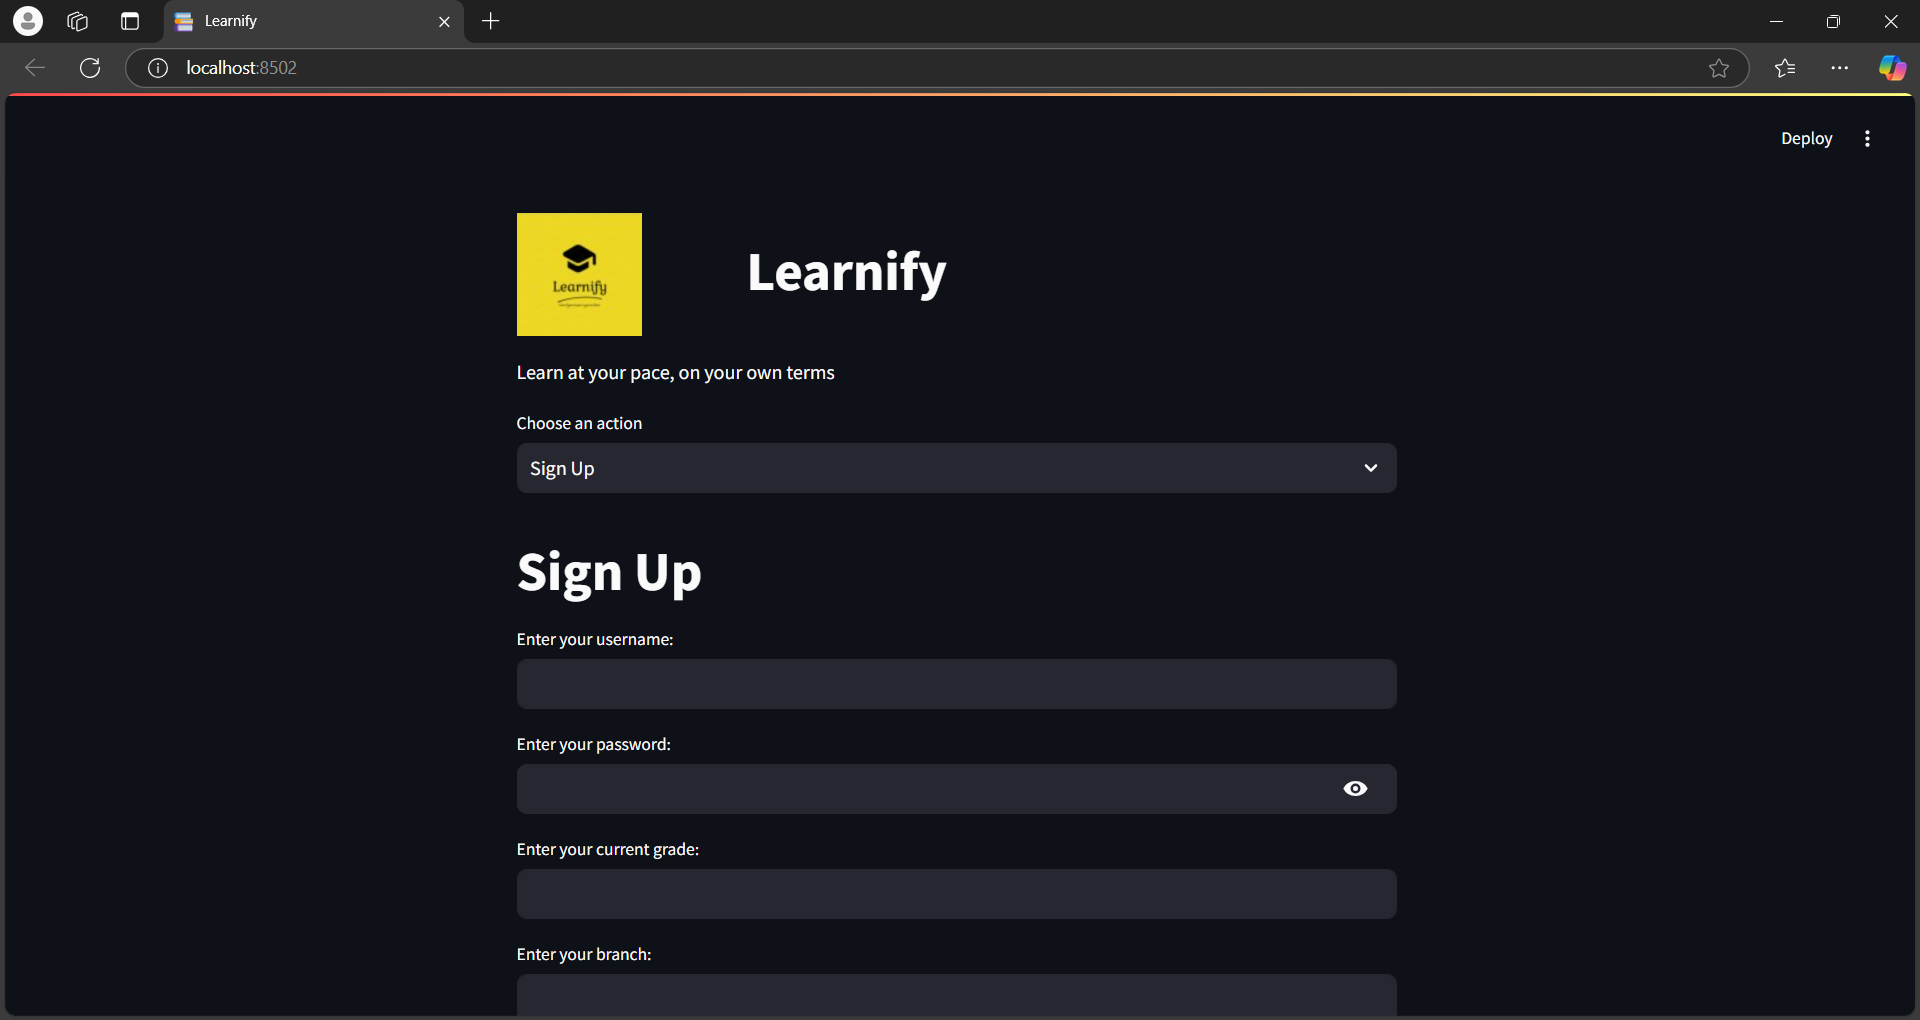 Learnify
localhost:8502
Deploy
Learnify
Learnify
Learn at your pace, on your own terms
Choose an action
Sign Up
Sign Up
Enter your username:
Enter your password:
Enter your current grade:
Enter your branch: